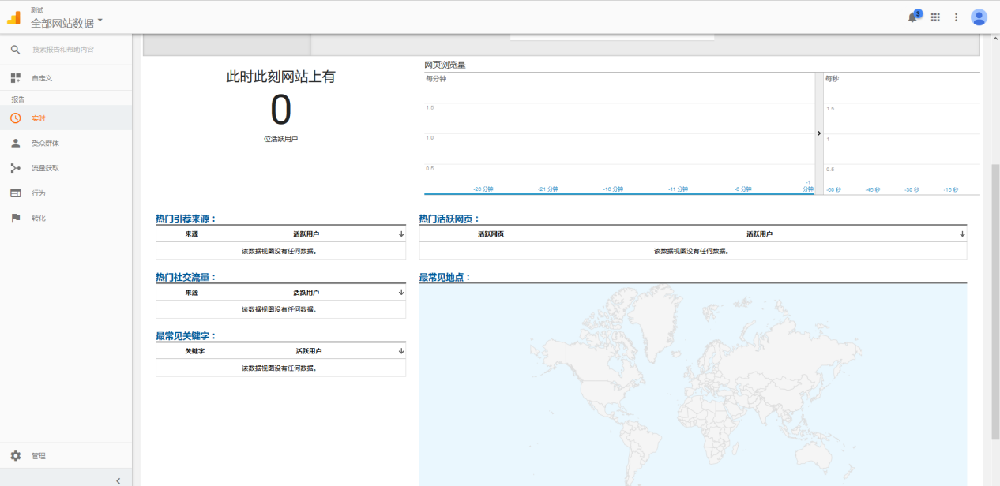 测试
全部网站数据
3
搜索报告和帮助内容
自定义
报告
实时
受众群体
流量获取
行为
转化
管理
此时此刻网站上有
0
位活跃用户
网页浏览量
每分钟
1.5
1.0
0.5
-26 分钟
-21 分钟
-16 分钟
-11 分钟
-6 分钟
-1
分钟
每秒
1.5
1
0.5
-60 秒
-45 秒
-30 秒
-15 秒
热门引荐来源：
来源 活跃用户
该数据视图没有任何数据。
热门社交流量：
来源 活跃用户
该数据视图没有任何数据。
最常见关键字：
关键字 活跃用户
该数据视图没有任何数据。
热门活跃网页：
活跃网页 活跃用户
该数据视图没有任何数据。
最常见地点：